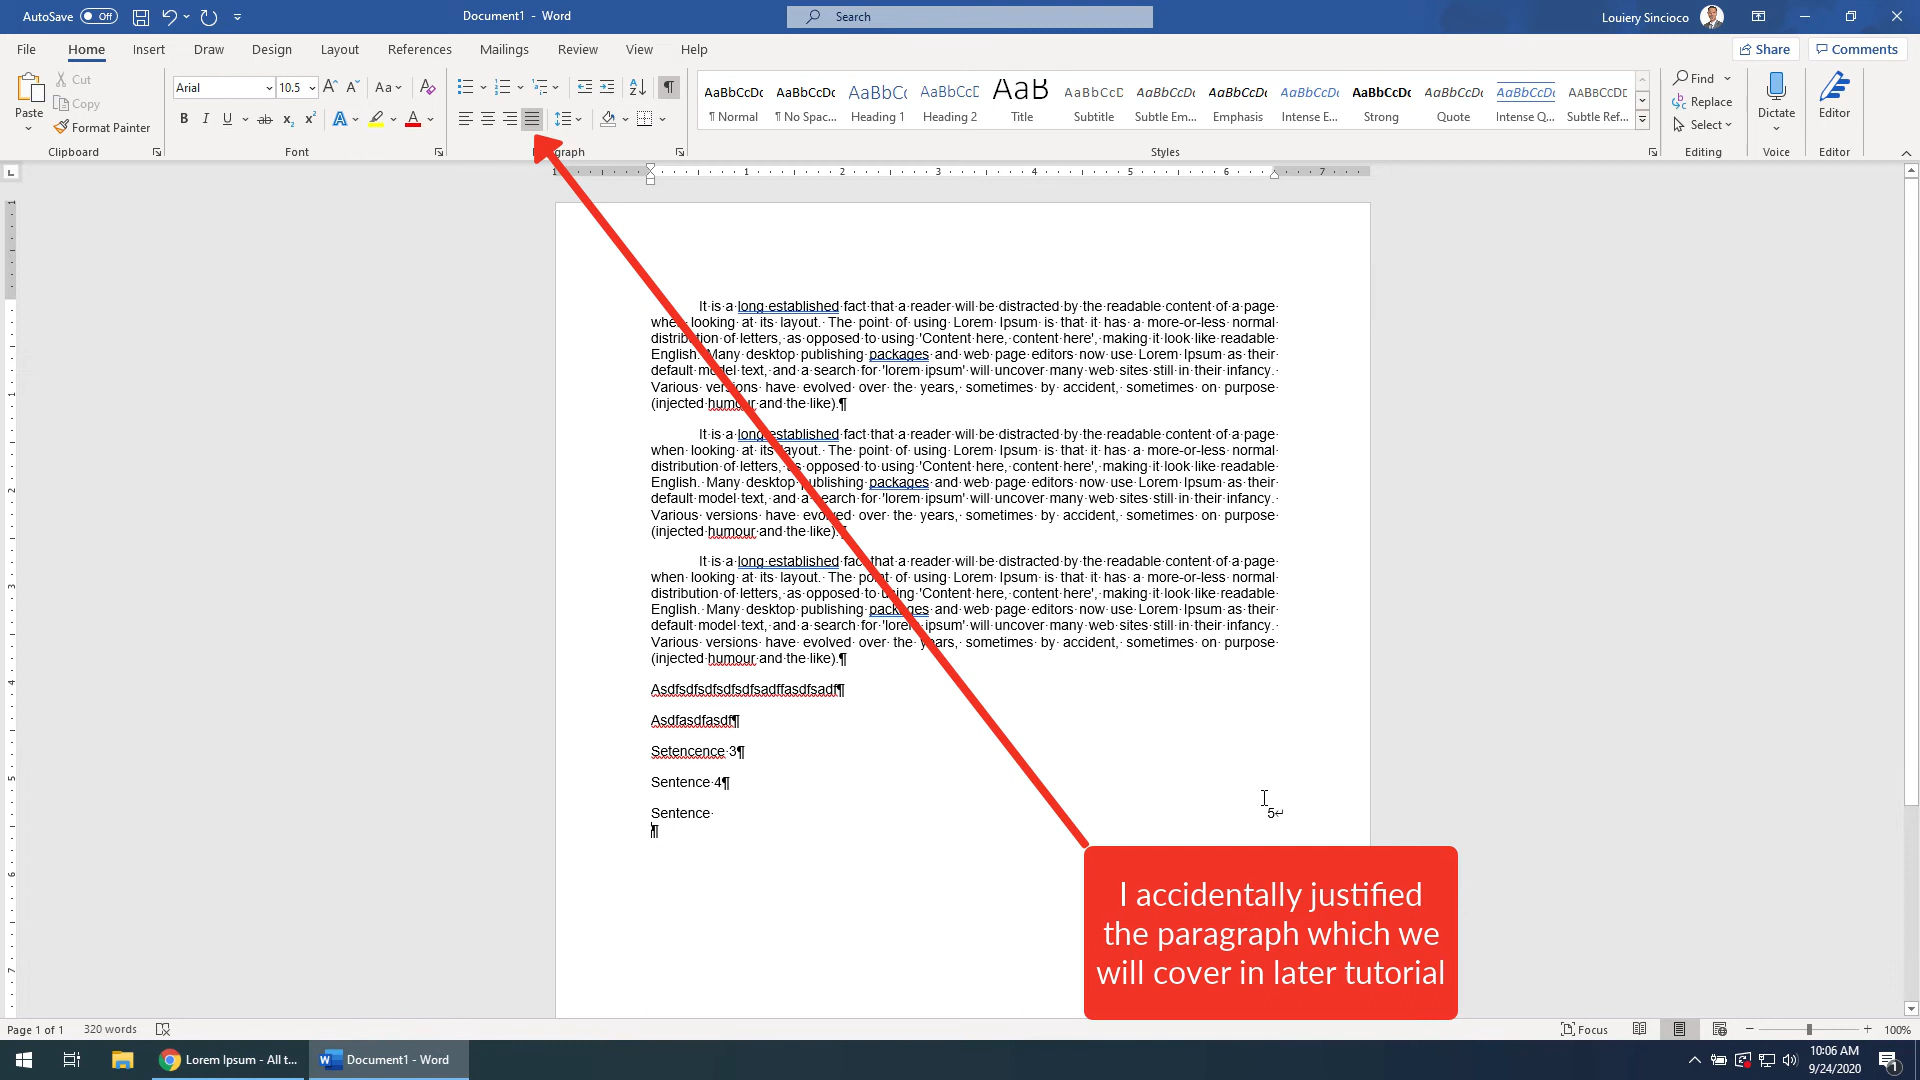 AutoSave Off
Document1 - Word
Search
Louiery Sincioco
File Home Insert Draw Design Layout References Mailings Review View Help
Share Comments
Paste
Cut
Copy
Format Painter
Clipboard
Arial 10.5
Aa
B I U ab x₂ x² A A
Font
graph
AaBbCcDc AaBbCcDc AaBbCc AaBbCcD AaB AaBbCcD AaBbCcDc AaBbCcDc AaBbCcDc AaBbCcDc AaBbCcDc AaBbCcDc AABBCCDC
¶ Normal ¶ No Spac... Heading 1 Heading 2 Title Subtitle Subtle Em... Emphasis Intense E... Strong Quote Intense Q... Subtle Ref...
Styles
Find
Replace
Select
Editing
Dictate
Voice
Editor
Editor
1 1 2 3 4 5 6 7
It is a long established fact that a reader will be distracted by the readable content of a page
when looking at its layout. The point of using Lorem Ipsum is that it has a more-or-less normal
distribution of letters, as opposed to using 'Content here, content here', making it look like readable
English. Many desktop publishing packages and web page editors now use Lorem Ipsum as their
default model text, and a search for 'lorem ipsum' will uncover many web sites still in their infancy.
Various versions have evolved over the years, sometimes by accident, sometimes on purpose
(injected humour and the like).¶
It is a long established fact that a reader will be distracted by the readable content of a page
when looking at its layout. The point of using Lorem Ipsum is that it has a more-or-less normal
distribution of letters, as opposed to using 'Content here, content here', making it look like readable
English. Many desktop publishing packages and web page editors now use Lorem Ipsum as their
default model text, and a search for 'lorem ipsum' will uncover many web sites still in their infancy.
Various versions have evolved over the years, sometimes by accident, sometimes on purpose
(injected humour and the like).¶
It is a long established fact that a reader will be distracted by the readable content of a page
when looking at its layout. The point of using Lorem Ipsum is that it has a more-or-less normal
distribution of letters, as opposed to using 'Content here, content here', making it look like readable
English. Many desktop publishing packages and web page editors now use Lorem Ipsum as their
default model text, and a search for 'lorem ipsum' will uncover many web sites still in their infancy.
Various versions have evolved over the years, sometimes by accident, sometimes on purpose
(injected humour and the like).¶
Asdfsdfsdfsdfsdfsadffasdfsadf¶
Asdfasdfasdf¶
Setencence 3¶
Sentence 4¶
Sentence 5↵
¶
I accidentally justified
the paragraph which we
will cover in later tutorial
Page 1 of 1 320 words
Focus
100%
Lorem Ipsum - All t...
Document1 - Word
10:06 AM
9/24/2020
1